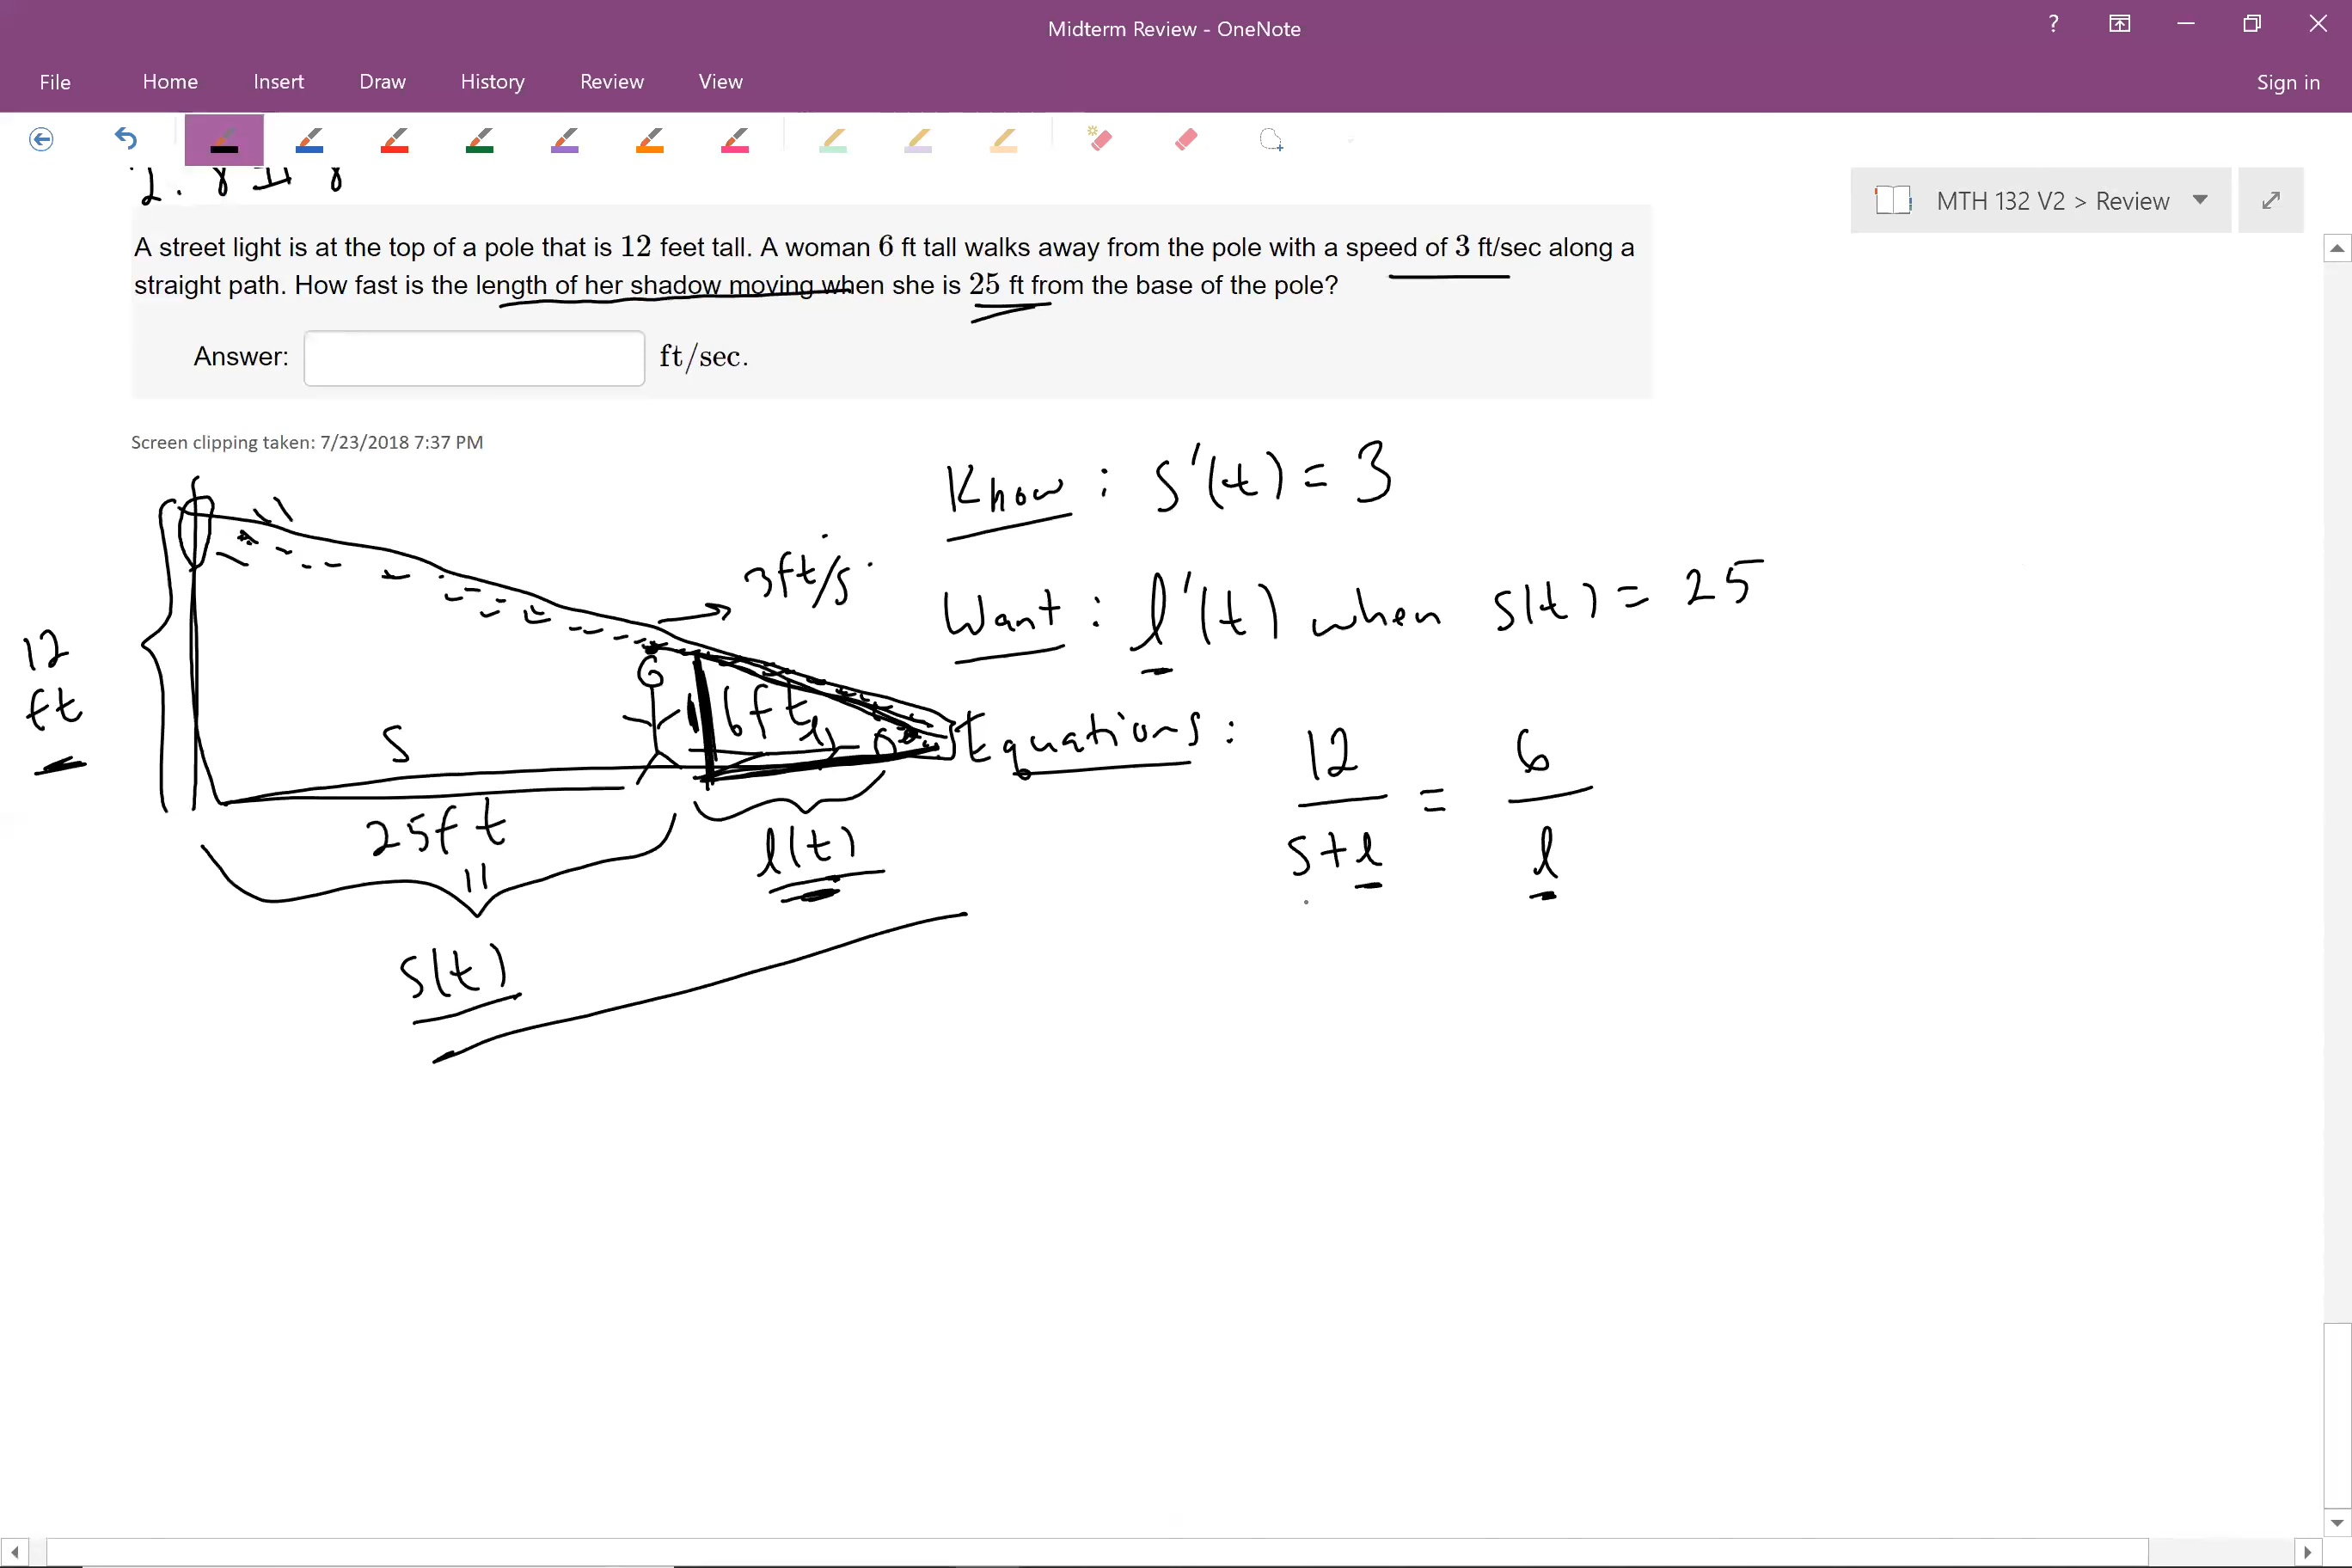 Midterm Review - OneNote
?
File Home Insert Draw History Review View
Sign in
MTH 132 V2 > Review
A street light is at the top of a pole that is 12 feet tall. A woman 6 ft tall walks away from the pole with a speed of 3 ft/sec along a
straight path. How fast is the length of her shadow moving when she is 25 ft from the base of the pole?
Answer: ft/sec.
Screen clipping taken: 7/23/2018 7:37 PM
Know: s'(t) = 3
3ft/s
Want: l'(t) when s(t) = 25
12
ft
6ft
l
s
Equations: 12/(s+l) = 6/l
25ft
l(t)
s(t)